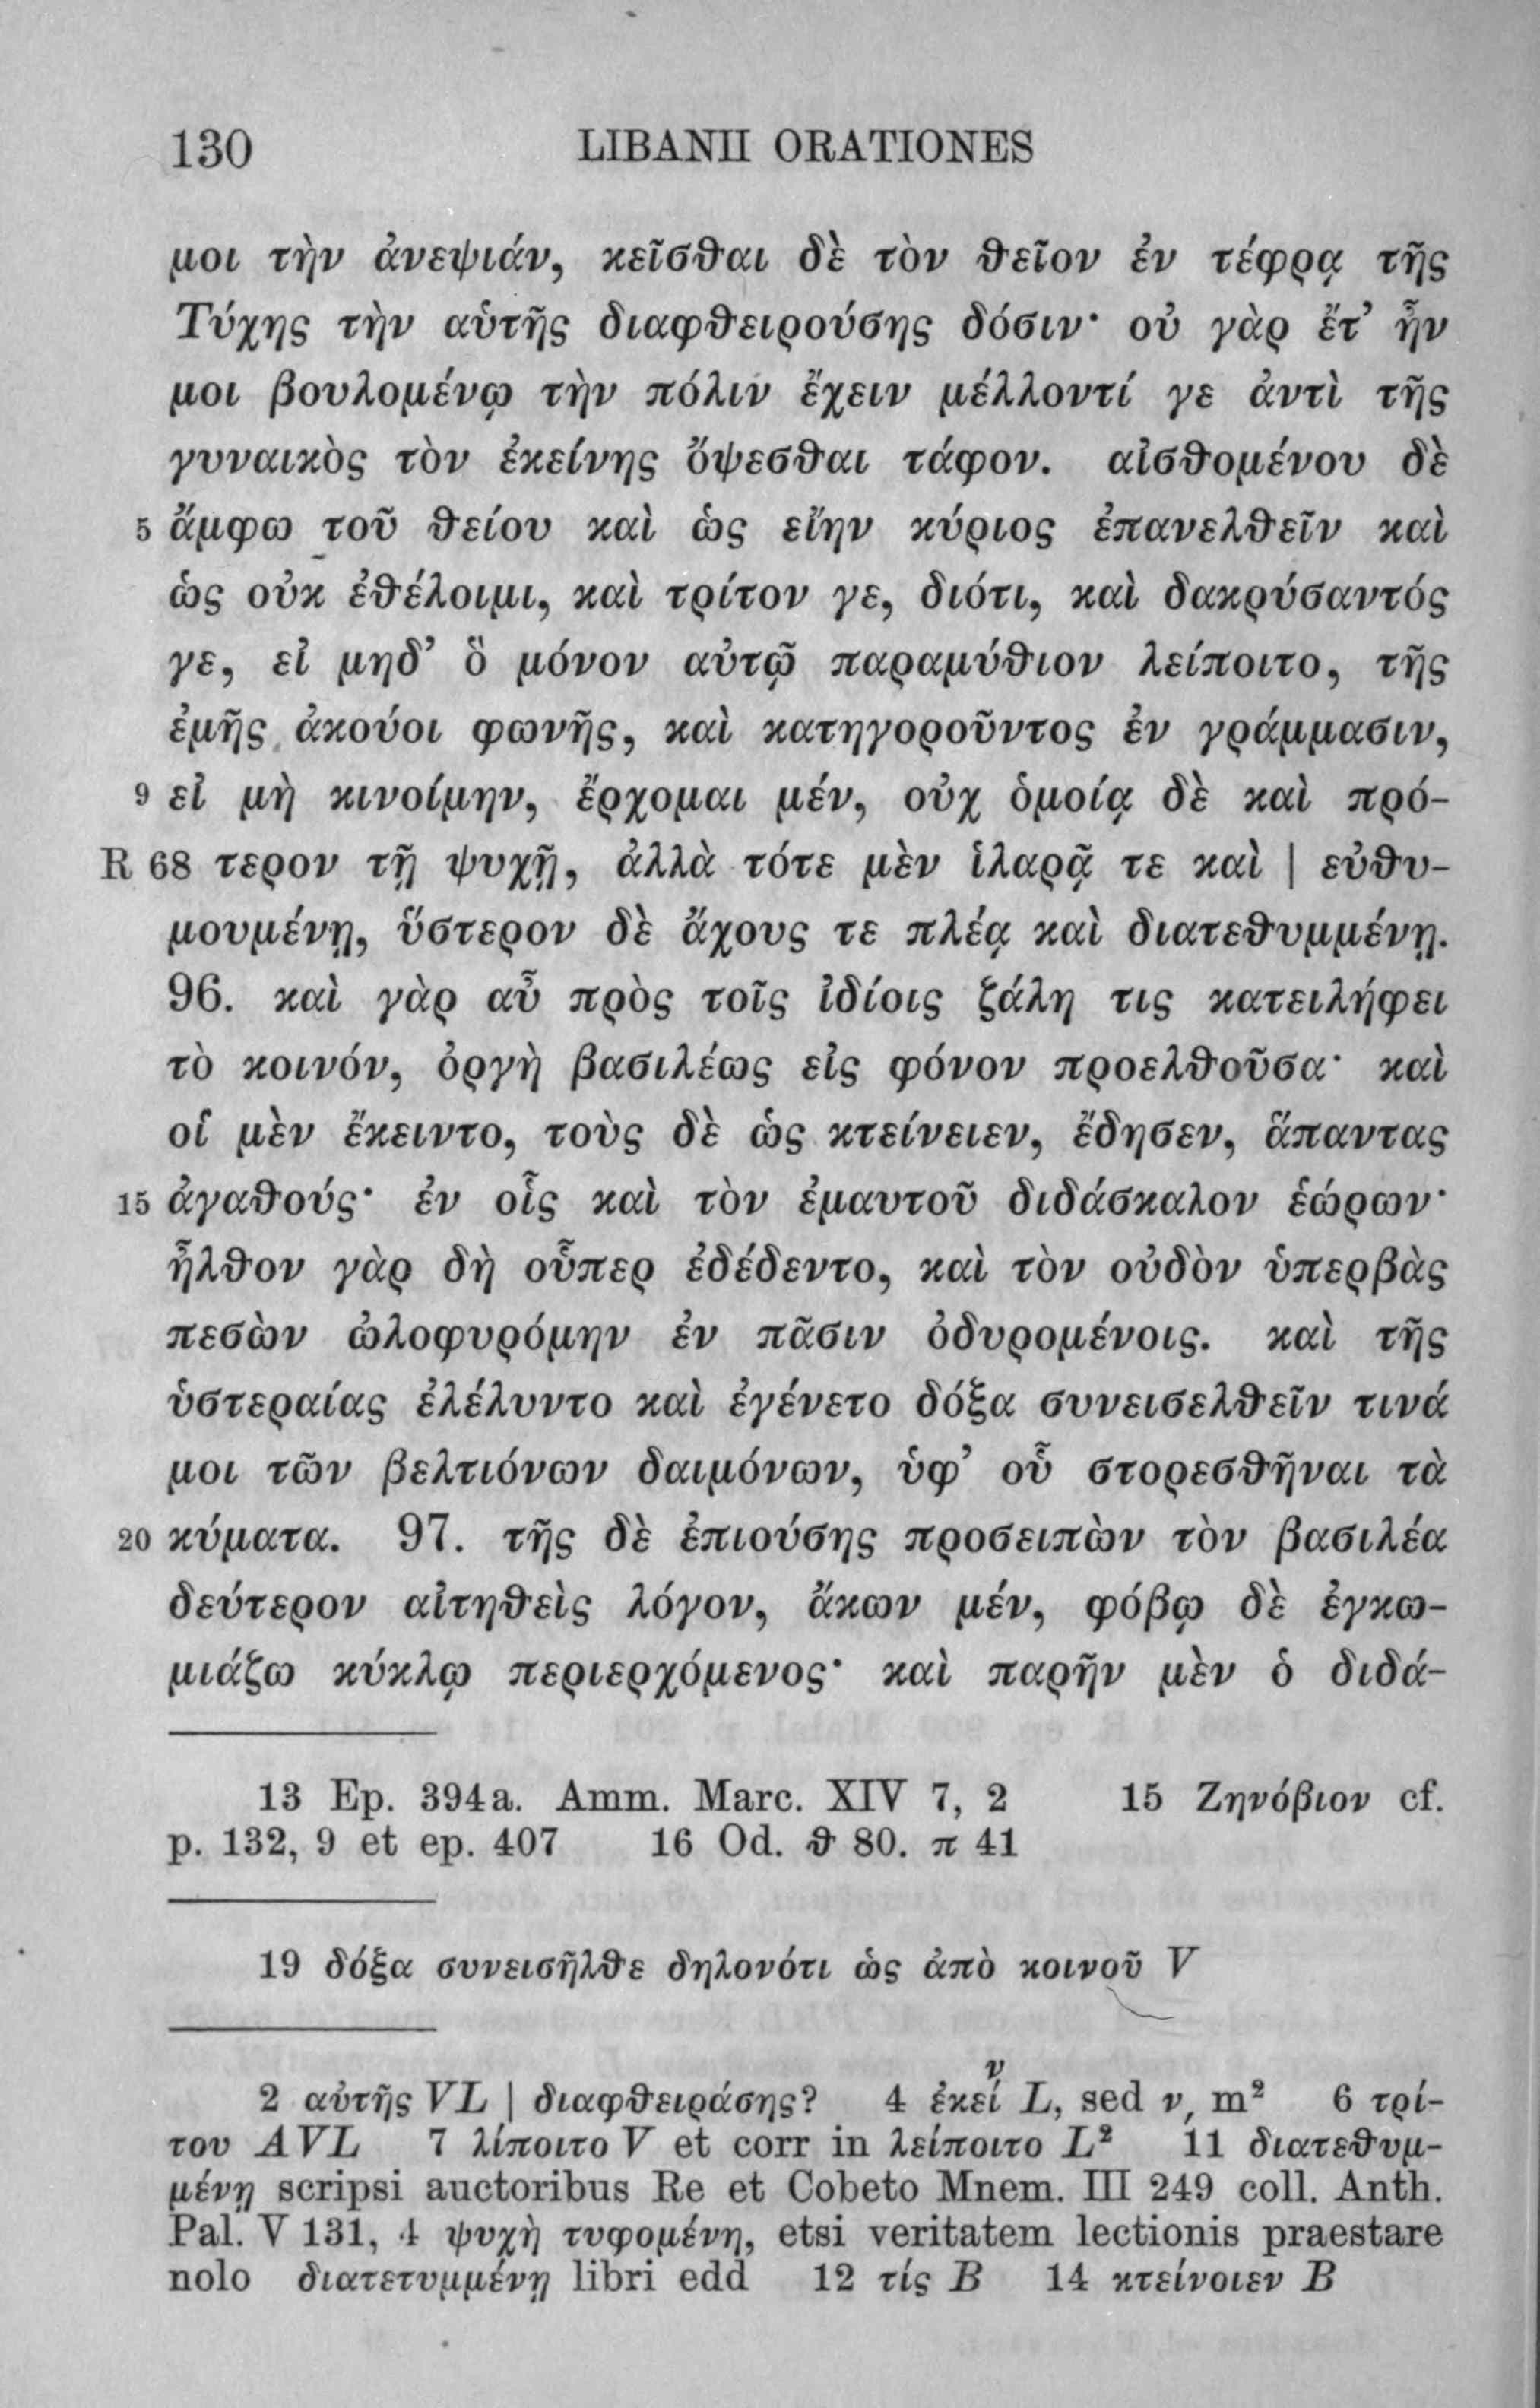 130 LIBANII ORATIONES
μοι τὴν ἀνεψιάν, κεῖσθαι δὲ τὸν θεῖον ἐν τέφρᾳ τῆς
Τύχης τὴν αὑτῆς διαφθειρούσης δόσιν· οὐ γὰρ ἔτ’ ἦν
μοι βουλομένῳ τὴν πόλιν ἔχειν μέλλοντί γε ἀντὶ τῆς
γυναικὸς τὸν ἐκείνης ὄψεσθαι τάφον. αἰσθομένου δὲ
5 ἄμφω τοῦ θείου καὶ ὡς εἴην κύριος ἐπανελθεῖν καὶ
ὡς οὐκ ἐθέλοιμι, καὶ τρίτον γε, διότι, καὶ δακρύσαντός
γε, εἰ μηδ’ ὃ μόνον αὐτῷ παραμύθιον λείποιτο, τῆς
ἐμῆς ἀκούοι φωνῆς, καὶ κατηγοροῦντος ἐν γράμμασιν,
9 εἰ μὴ κινοίμην, ἔρχομαι μέν, οὐχ ὁμοίᾳ δὲ καὶ πρό-
R 68 τερον τῇ ψυχῇ, ἀλλὰ τότε μὲν ἱλαρᾷ τε καὶ | εὐθυ-
μουμένῃ, ὕστερον δὲ ἄχους τε πλέᾳ καὶ διατεθυμμένῃ.
96. καὶ γὰρ αὖ πρὸς τοῖς ἰδίοις ζάλη τις κατειλήφει
τὸ κοινόν, ὀργὴ βασιλέως εἰς φόνον προελθοῦσα· καὶ
οἱ μὲν ἔκειντο, τοὺς δὲ ὡς κτείνειεν, ἔδησεν, ἅπαντας
15 ἀγαθούς· ἐν οἷς καὶ τὸν ἐμαυτοῦ διδάσκαλον ἑώρων·
ἦλθον γὰρ δὴ οὗπερ ἐδέδεντο, καὶ τὸν οὐδὸν ὑπερβὰς
πεσὼν ὠλοφυρόμην ἐν πᾶσιν ὀδυρομένοις. καὶ τῆς
ὑστεραίας ἐλέλυντο καὶ ἐγένετο δόξα συνεισελθεῖν τινά
μοι τῶν βελτιόνων δαιμόνων, ὑφ’ οὗ στορεσθῆναι τὰ
20 κύματα. 97. τῆς δὲ ἐπιούσης προσειπὼν τὸν βασιλέα
δεύτερον αἰτηθεὶς λόγον, ἄκων μέν, φόβῳ δὲ ἐγκω-
μιάζω κύκλῳ περιερχόμενος· καὶ παρῆν μὲν ὁ διδά-
13 Ep. 394a. Amm. Marc. XIV 7, 2 15 Ζηνόβιον cf.
p. 132, 9 et ep. 407 16 Od. θ 80. π 41
19 δόξα συνεισῆλθε δηλονότι ὡς ἀπὸ κοινοῦ V
2 αὐτῆς VL | διαφθειράσης? 4 ἐκείν L, sed ν, m² 6 τρί-
του AVL 7 λίποιτο V et corr in λείποιτο L² 11 διατεθυμ-
μένῃ scripsi auctoribus Re et Cobeto Mnem. III 249 coll. Anth.
Pal. V 131, 4 ψυχὴ τυφομένη, etsi veritatem lectionis praestare
nolo διατετυμμένῃ libri edd 12 τίς B 14 κτείνοιεν B